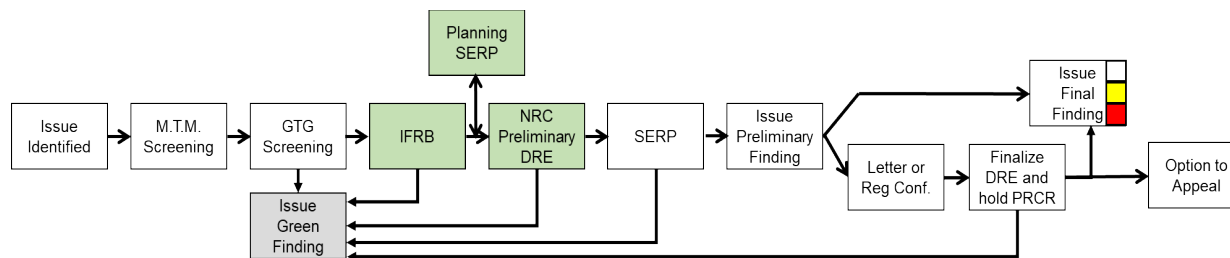 Planning
SERP
Issue
Identified
M.T.M.
Screening
GTG
Screening
IFRB
NRC
Preliminary
DRE
SERP
Issue
Preliminary
Finding
Issue
Final
Finding
Letter or
Reg Conf.
Finalize
DRE and
hold PRCR
Option to
Appeal
Issue
Green
Finding